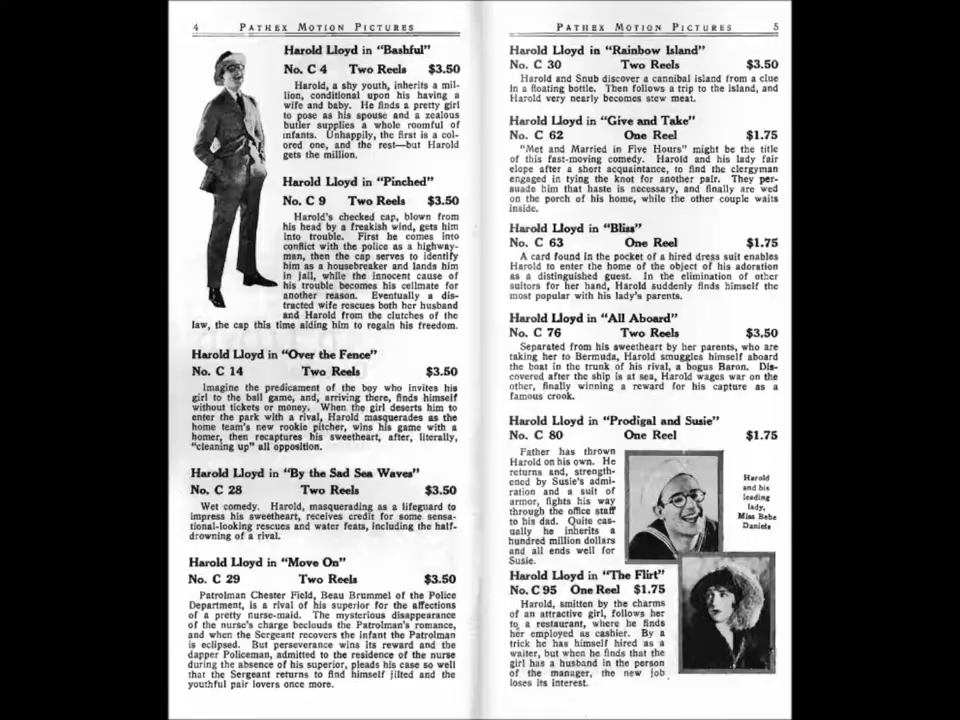 4 PATHEX MOTION PICTURES
Harold Lloyd in "Bashful"
No. C 4 Two Reels $3.50
Harold, a shy youth, inherits a mil-
lion, conditional upon his having a
wife and baby. He finds a pretty girl
to pose as his spouse and a zealous
butler supplies a whole roomful of
infants. Unhappily, the first is a col-
ored one, and the rest—but Harold
gets the million.
Harold Lloyd in "Pinched"
No. C 9 Two Reels $3.50
Harold's checked cap, blown from
his head by a freakish wind, gets him
into trouble. First he comes into
conflict with the police as a highway-
man, then the cap serves to identify
him as a housebreaker and lands him
in jail, while the innocent cause of
his trouble becomes his cellmate for
another reason. Eventually a dis-
tracted wife rescues both her husband
and Harold from the clutches of the
law, the cap this time aiding him to regain his freedom.
Harold Lloyd in "Over the Fence"
No. C 14 Two Reels $3.50
Imagine the predicament of the boy who invites his
girl to the ball game, and, arriving there, finds himself
without tickets or money. When the girl deserts him to
enter the park with a rival, Harold masquerades as the
home team's new rookie pitcher, wins his game with a
homer, then recaptures his sweetheart, after, literally,
"cleaning up" all opposition.
Harold Lloyd in "By the Sad Sea Waves"
No. C 28 Two Reels $3.50
Wet comedy. Harold, masquerading as a lifeguard to
impress his sweetheart, receives credit for some sensa-
tional-looking rescues and water feats, including the half-
drowning of a rival.
Harold Lloyd in "Move On"
No. C 29 Two Reels $3.50
Patrolman Chester Field, Beau Brummel of the Police
Department, is a rival of his superior for the affections
of a pretty nurse-maid. The mysterious disappearance
of the nurse's charge beclouds the Patrolman's romance,
and when the Sergeant recovers the infant the Patrolman
is eclipsed. But perseverance wins its reward and the
dapper Policeman, admitted to the residence of the nurse
during the absence of his superior, pleads his case so well
that the Sergeant returns to find himself jilted and the
youthful pair lovers once more.
PATHEX MOTION PICTURES 5
Harold Lloyd in "Rainbow Island"
No. C 30 Two Reels $3.50
Harold and Snub discover a cannibal island from a clue
in a floating bottle. Then follows a trip to the island, and
Harold very nearly becomes stew meat.
Harold Lloyd in "Give and Take"
No. C 62 One Reel $1.75
"Met and Married in Five Hours" might be the title
of this fast-moving comedy. Harold and his lady fair
elope after a short acquaintance, to find the clergyman
engaged in tying the knot for another pair. They per-
suade him that haste is necessary, and finally are wed
on the porch of his home, while the other couple waits
inside.
Harold Lloyd in "Bliss"
No. C 63 One Reel $1.75
A card found in the pocket of a hired dress suit enables
Harold to enter the home of the object of his adoration
as a distinguished guest. In the elimination of other
suitors for her hand, Harold suddenly finds himself the
most popular with his lady's parents.
Harold Lloyd in "All Aboard"
No. C 76 Two Reels $3.50
Separated from his sweetheart by her parents, who are
taking her to Bermuda, Harold smuggles himself aboard
the boat in the trunk of his rival, a bogus Baron. Dis-
covered after the ship is at sea, Harold wages war on the
other, finally winning a reward for his capture as a
famous crook.
Harold Lloyd in "Prodigal and Susie"
No. C 80 One Reel $1.75
Father has thrown
Harold on his own. He
returns and, strength-
ened by Susie's admi-
ration and a suit of
armor, fights his way
through the office staff
to his dad. Quite cas-
ually he inherits a
hundred million dollars
and all ends well for
Susie.
Harold
and his
leading
lady,
Miss Bebe
Daniels
Harold Lloyd in "The Flirt"
No. C 95 One Reel $1.75
Harold, smitten by the charms
of an attractive girl, follows her
to a restaurant, where he finds
her employed as cashier. By a
trick he has himself hired as a
waiter, but when he finds that the
girl has a husband in the person
of the manager, the new job
loses its interest.